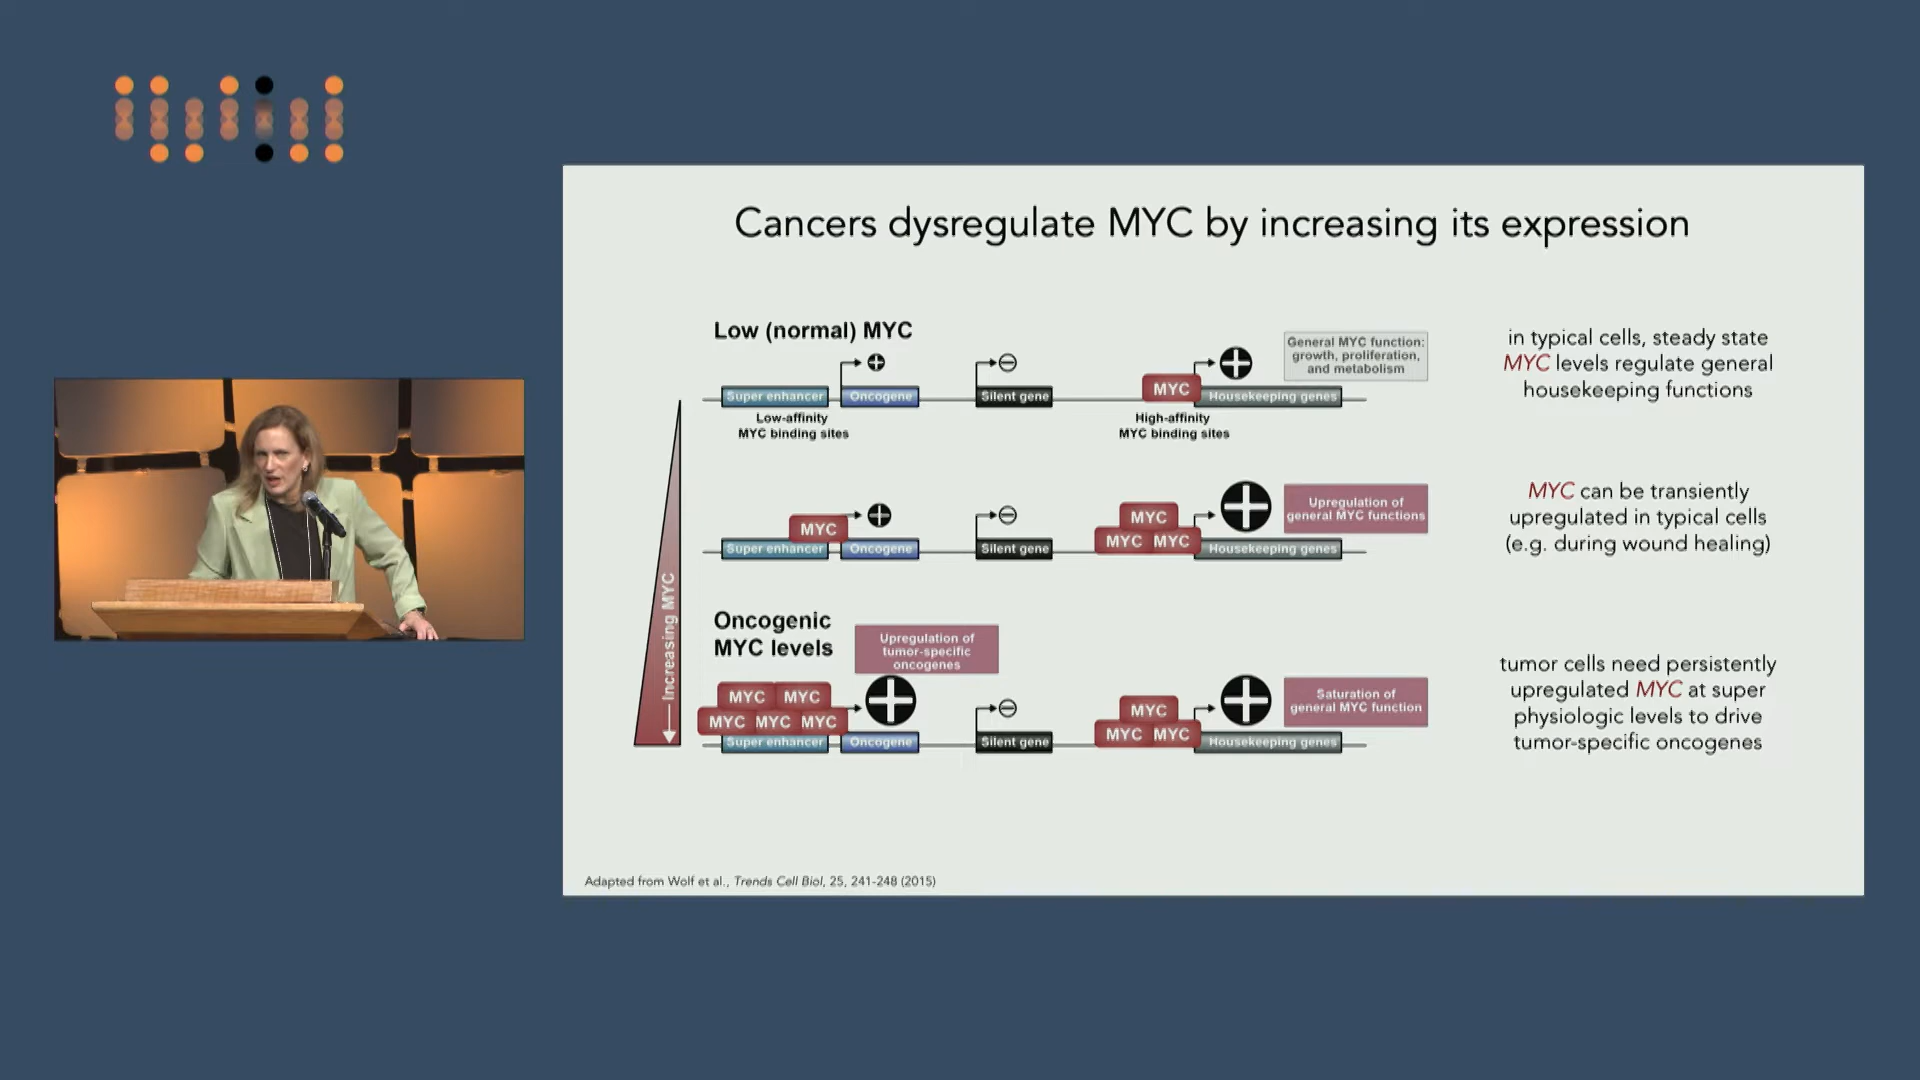 Cancers dysregulate MYC by increasing its expression
Low (normal) MYC
General MYC function:
growth, proliferation,
and metabolism
MYC
Super enhancer
Oncogene
Silent gene
Housekeeping genes
Low-affinity
MYC binding sites
High-affinity
MYC binding sites
in typical cells, steady state
MYC levels regulate general
housekeeping functions
MYC
MYC
MYC MYC
Upregulation of
general MYC functions
Super enhancer
Oncogene
Silent gene
Housekeeping genes
MYC can be transiently
upregulated in typical cells
(e.g. during wound healing)
Increasing MYC
Oncogenic
MYC levels
Upregulation of
tumor-specific
oncogenes
MYC MYC
MYC MYC MYC
MYC
MYC MYC
Saturation of
general MYC function
Super enhancer
Oncogene
Silent gene
Housekeeping genes
tumor cells need persistently
upregulated MYC at super
physiologic levels to drive
tumor-specific oncogenes
Adapted from Wolf et al., Trends Cell Biol, 25, 241-248 (2015)